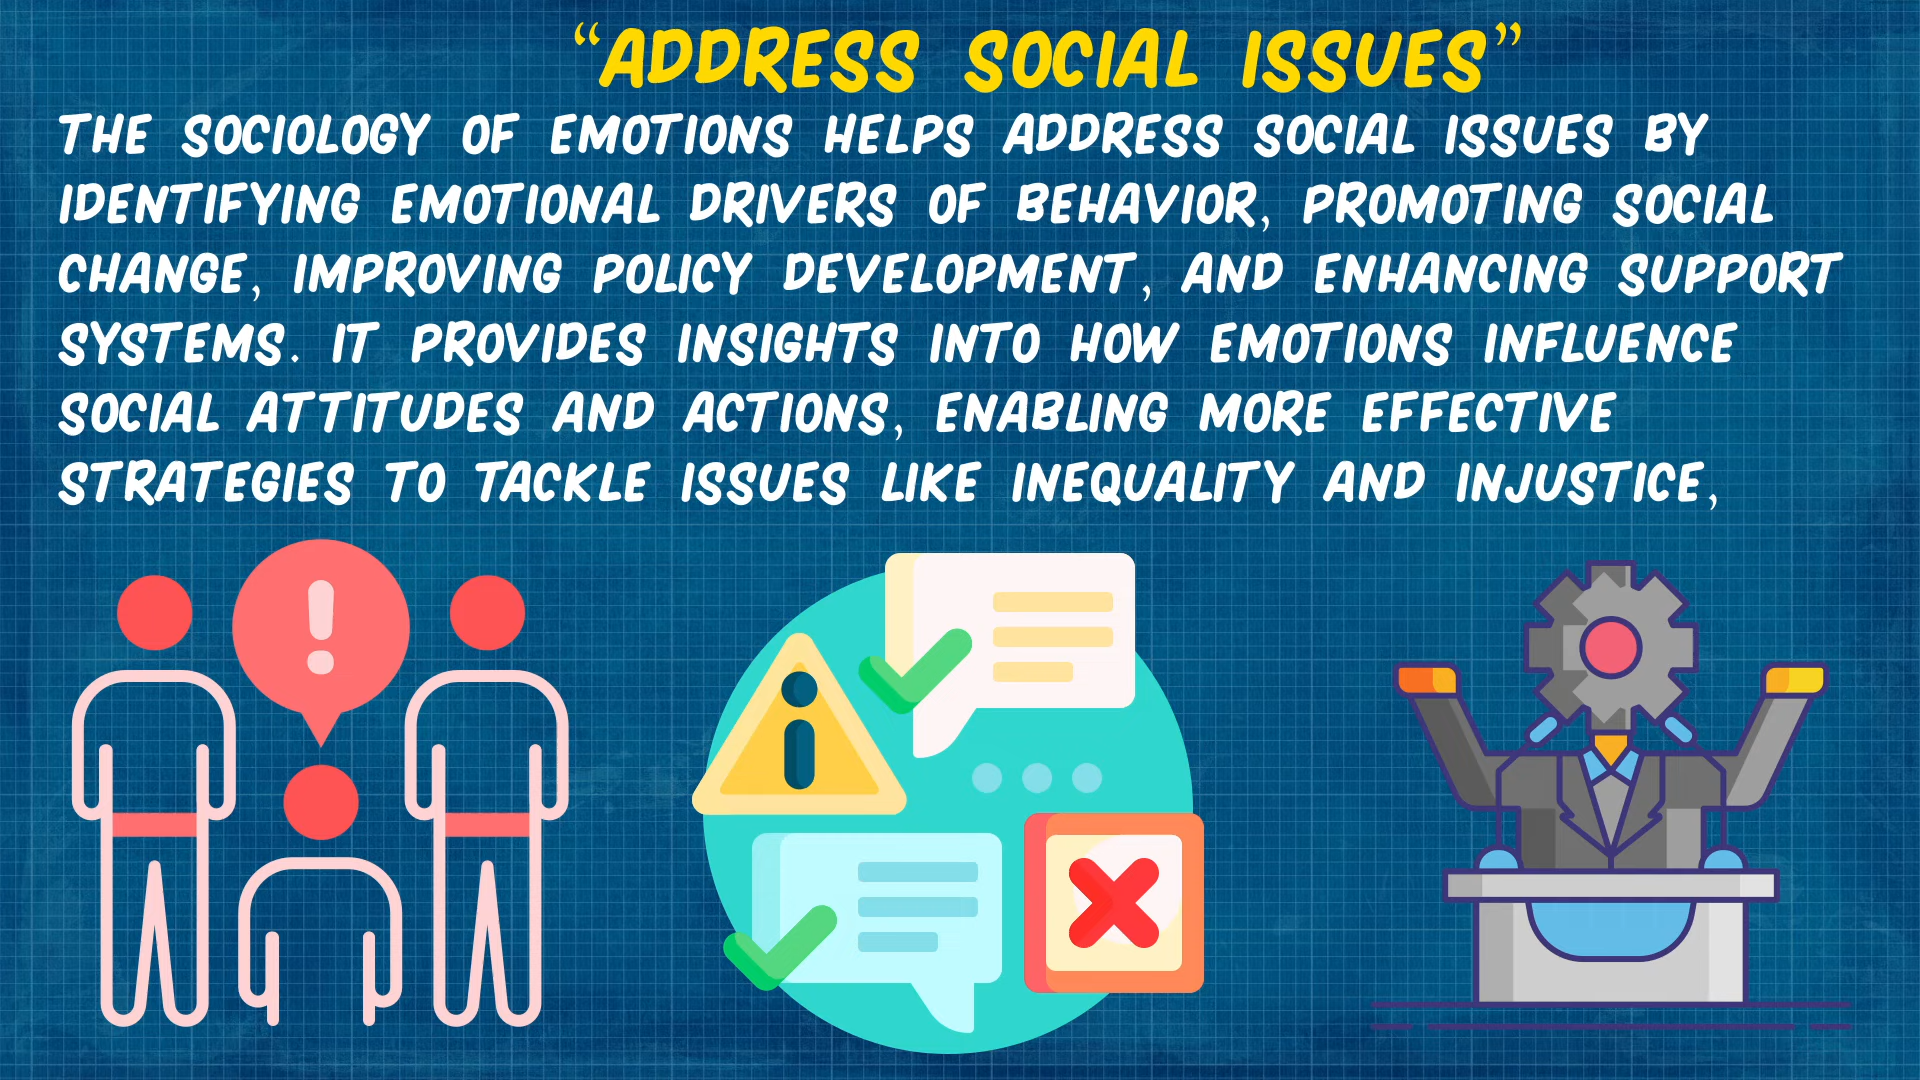 “ADDRESS SOCIAL ISSUES”
THE SOCIOLOGY OF EMOTIONS HELPS ADDRESS SOCIAL ISSUES BY
IDENTIFYING EMOTIONAL DRIVERS OF BEHAVIOR, PROMOTING SOCIAL
CHANGE, IMPROVING POLICY DEVELOPMENT, AND ENHANCING SUPPORT
SYSTEMS. IT PROVIDES INSIGHTS INTO HOW EMOTIONS INFLUENCE
SOCIAL ATTITUDES AND ACTIONS, ENABLING MORE EFFECTIVE
STRATEGIES TO TACKLE ISSUES LIKE INEQUALITY AND INJUSTICE,